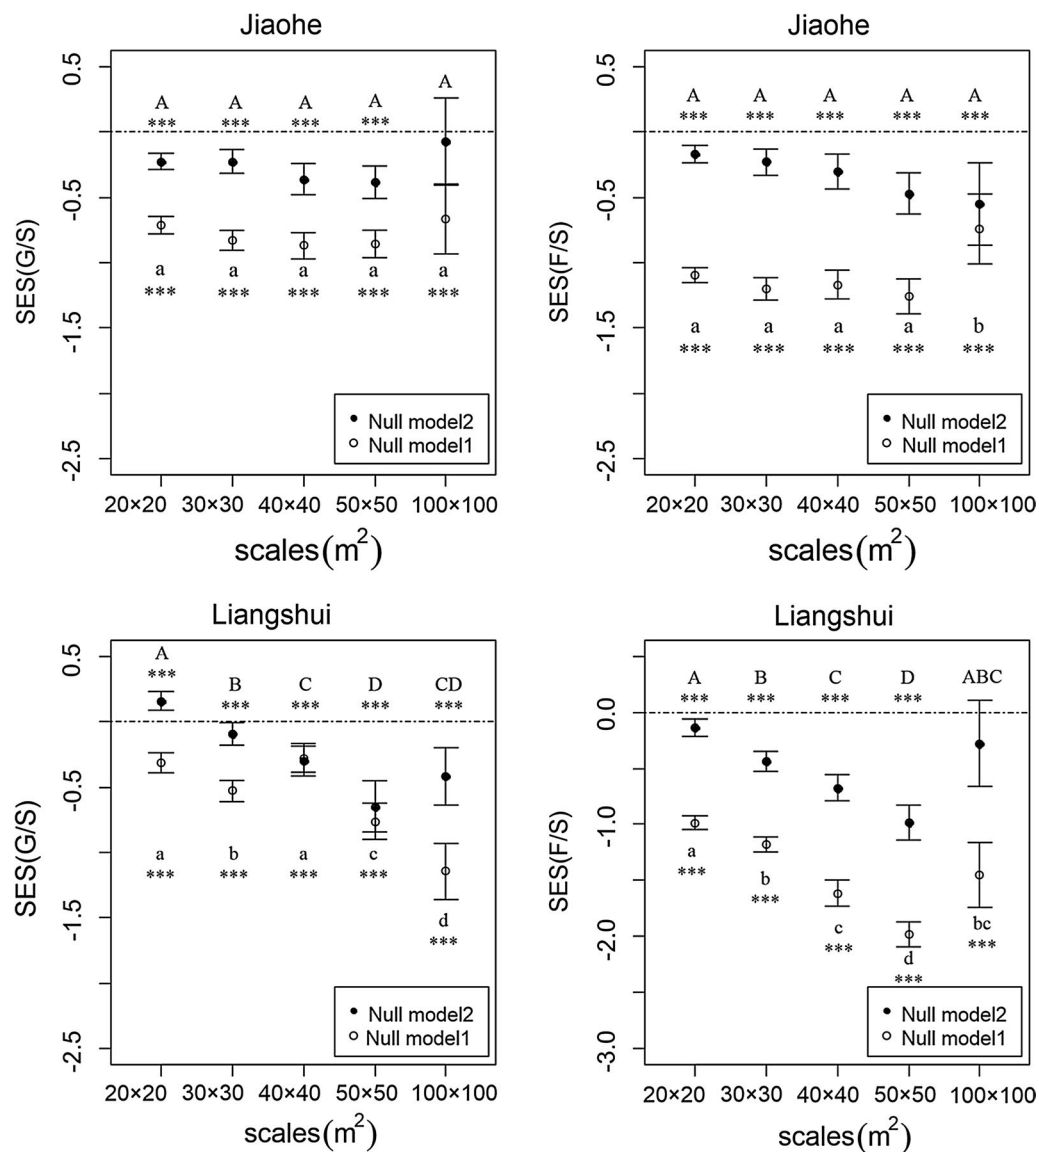 Jiaohe
SES(G/S)
0.5
-0.5
-1.5
-2.5
A A A A A
*** *** *** ***
a a a a a
*** *** *** *** ***
Null model2
Null model1
20×20 30×30 40×40 50×50 100×100
scales(m²)
Jiaohe
SES(F/S)
0.5
-0.5
-1.5
-2.5
A A A A A
*** *** *** *** ***
a a a a b
*** *** *** *** ***
Null model2
Null model1
20×20 30×30 40×40 50×50 100×100
scales(m²)
Liangshui
SES(G/S)
0.5
-0.5
-1.5
-2.5
A
***
B C D CD
*** *** *** ***
a b a c
*** *** *** ***
d
***
Null model2
Null model1
20×20 30×30 40×40 50×50 100×100
scales(m²)
Liangshui
SES(F/S)
0.0
-1.0
-2.0
-3.0
A B C D ABC
*** *** *** ***
a
***
b
***
c
***
d
***
bc
***
Null model2
Null model1
20×20 30×30 40×40 50×50 100×100
scales(m²)